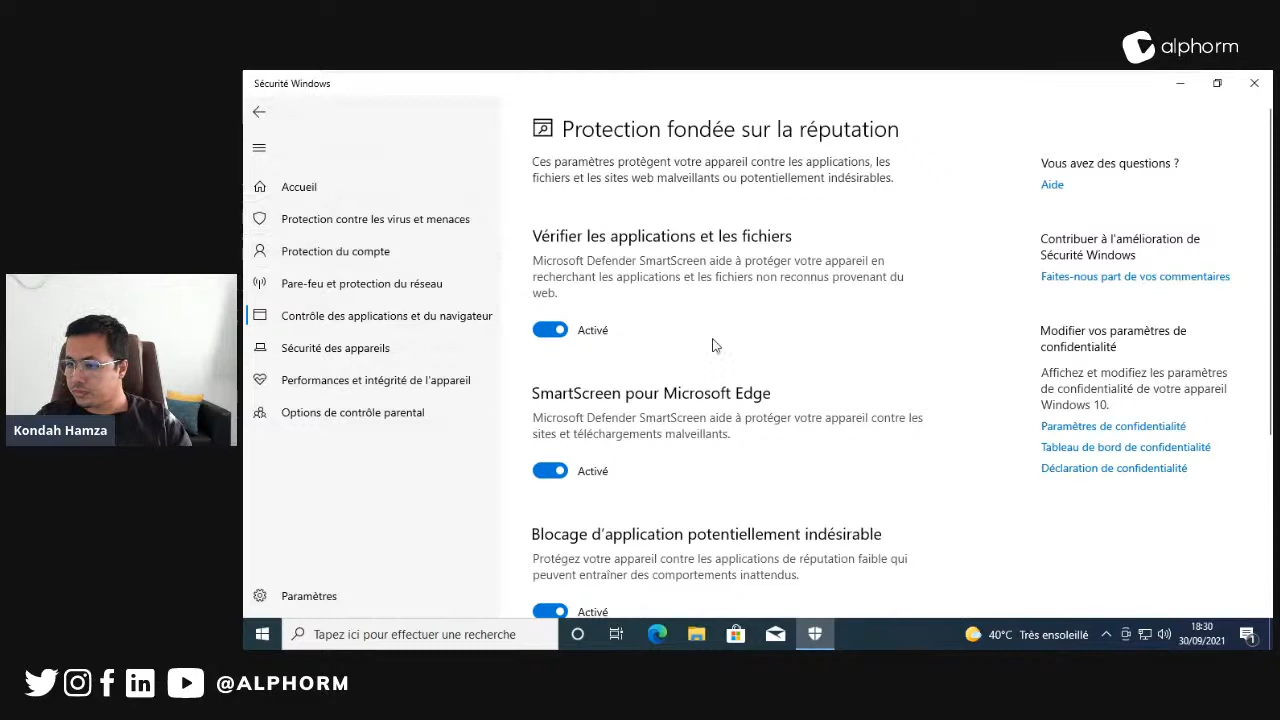 alphorm
Sécurité Windows
Accueil
Protection contre les virus et menaces
Protection du compte
Pare-feu et protection du réseau
Contrôle des applications et du navigateur
Sécurité des appareils
Performances et intégrité de l'appareil
Options de contrôle parental
Paramètres
Protection fondée sur la réputation
Ces paramètres protègent votre appareil contre les applications, les
fichiers et les sites web malveillants ou potentiellement indésirables.
Vérifier les applications et les fichiers
Microsoft Defender SmartScreen aide à protéger votre appareil en
recherchant les applications et les fichiers non reconnus provenant du
web.
Activé
SmartScreen pour Microsoft Edge
Microsoft Defender SmartScreen aide à protéger votre appareil contre les
sites et téléchargements malveillants.
Activé
Blocage d'application potentiellement indésirable
Protégez votre appareil contre les applications de réputation faible qui
peuvent entraîner des comportements inattendus.
Activé
Vous avez des questions ?
Aide
Contribuer à l'amélioration de
Sécurité Windows
Faites-nous part de vos commentaires
Modifier vos paramètres de
confidentialité
Affichez et modifiez les paramètres
de confidentialité de votre appareil
Windows 10.
Paramètres de confidentialité
Tableau de bord de confidentialité
Déclaration de confidentialité
Kondah Hamza
Tapez ici pour effectuer une recherche
40°C Très ensoleillé
18:30
30/09/2021
1
@ALPHORM